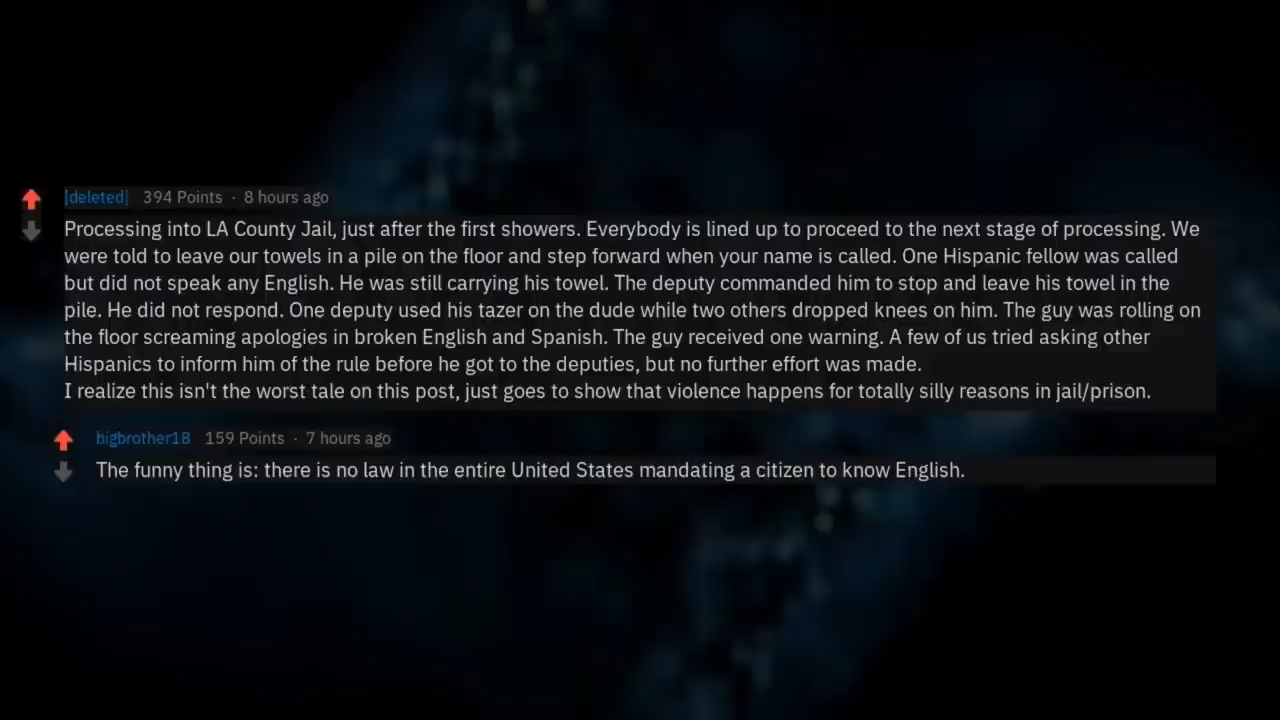 [deleted] 394 Points · 8 hours ago
Processing into LA County Jail, just after the first showers. Everybody is lined up to proceed to the next stage of processing. We
were told to leave our towels in a pile on the floor and step forward when your name is called. One Hispanic fellow was called
but did not speak any English. He was still carrying his towel. The deputy commanded him to stop and leave his towel in the
pile. He did not respond. One deputy used his tazer on the dude while two others dropped knees on him. The guy was rolling on
the floor screaming apologies in broken English and Spanish. The guy received one warning. A few of us tried asking other
Hispanics to inform him of the rule before he got to the deputies, but no further effort was made.
I realize this isn't the worst tale on this post, just goes to show that violence happens for totally silly reasons in jail/prison.
bigbrother1B 159 Points · 7 hours ago
The funny thing is: there is no law in the entire United States mandating a citizen to know English.